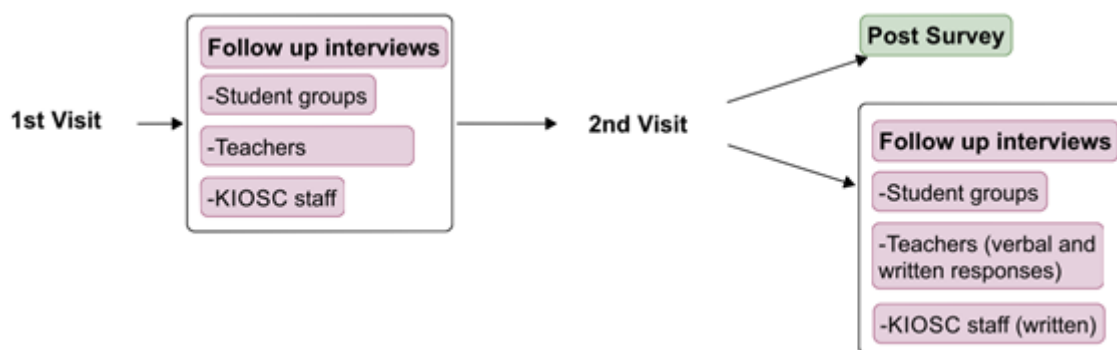 1st Visit
Follow up interviews
-Student groups
-Teachers
-KIOSC staff
2nd Visit
Post Survey
Follow up interviews
-Student groups
-Teachers (verbal and
written responses)
-KIOSC staff (written)